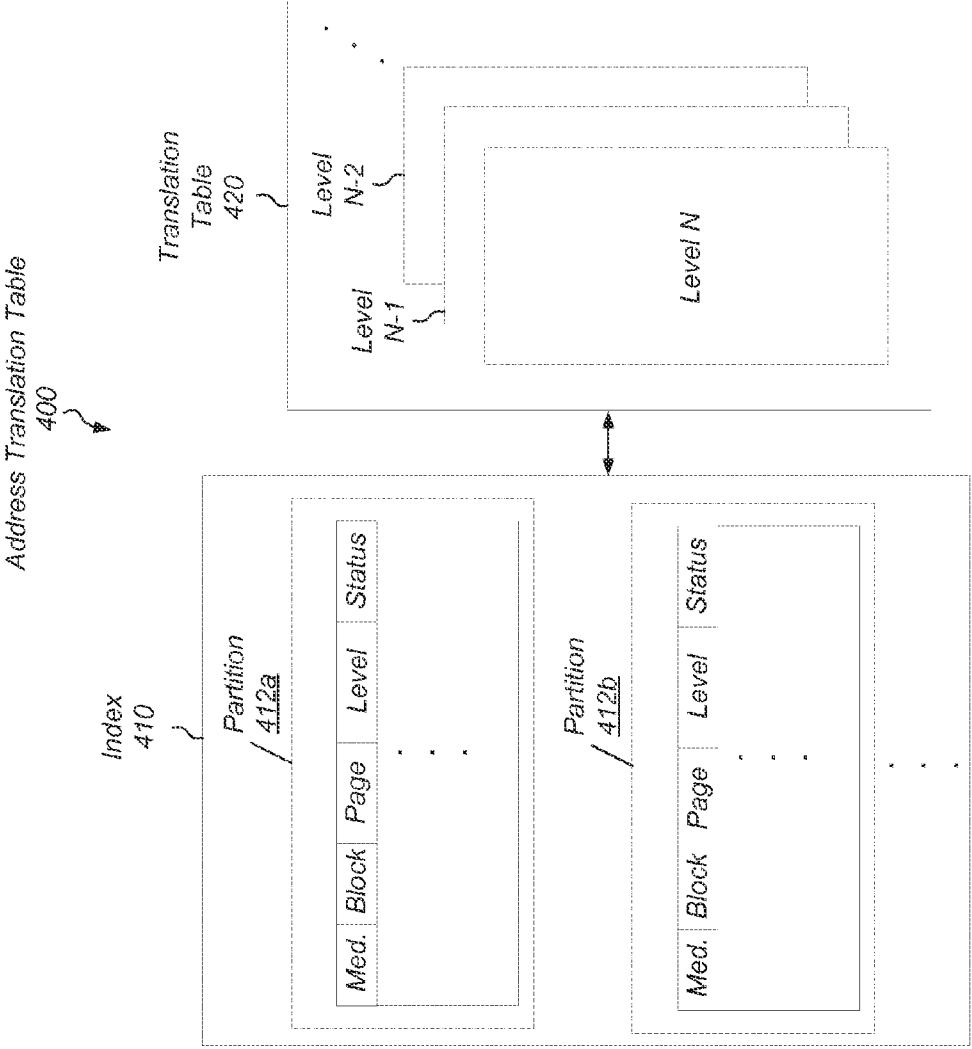 Address Translation Table
400
Index
410
Partition
412a
Med. Block Page Level Status
Partition
412b
Med. Block Page Level Status
Translation
Table
420
Level
N-2
Level
N-1
Level N